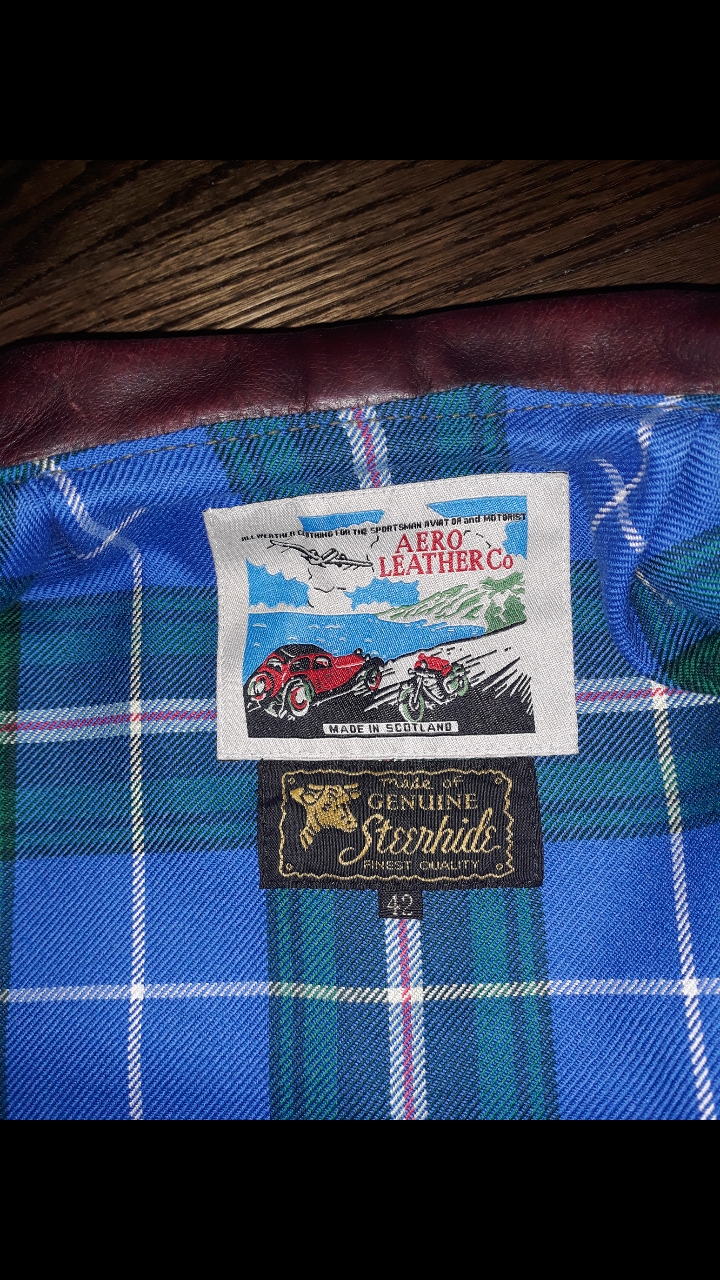 ALL WEATHER CLOTHING FOR THE SPORTSMAN AVIATOR and MOTORIST
AERO
LEATHER Co
MADE IN SCOTLAND
Made of
GENUINE
Steerhide
FINEST QUALITY
42